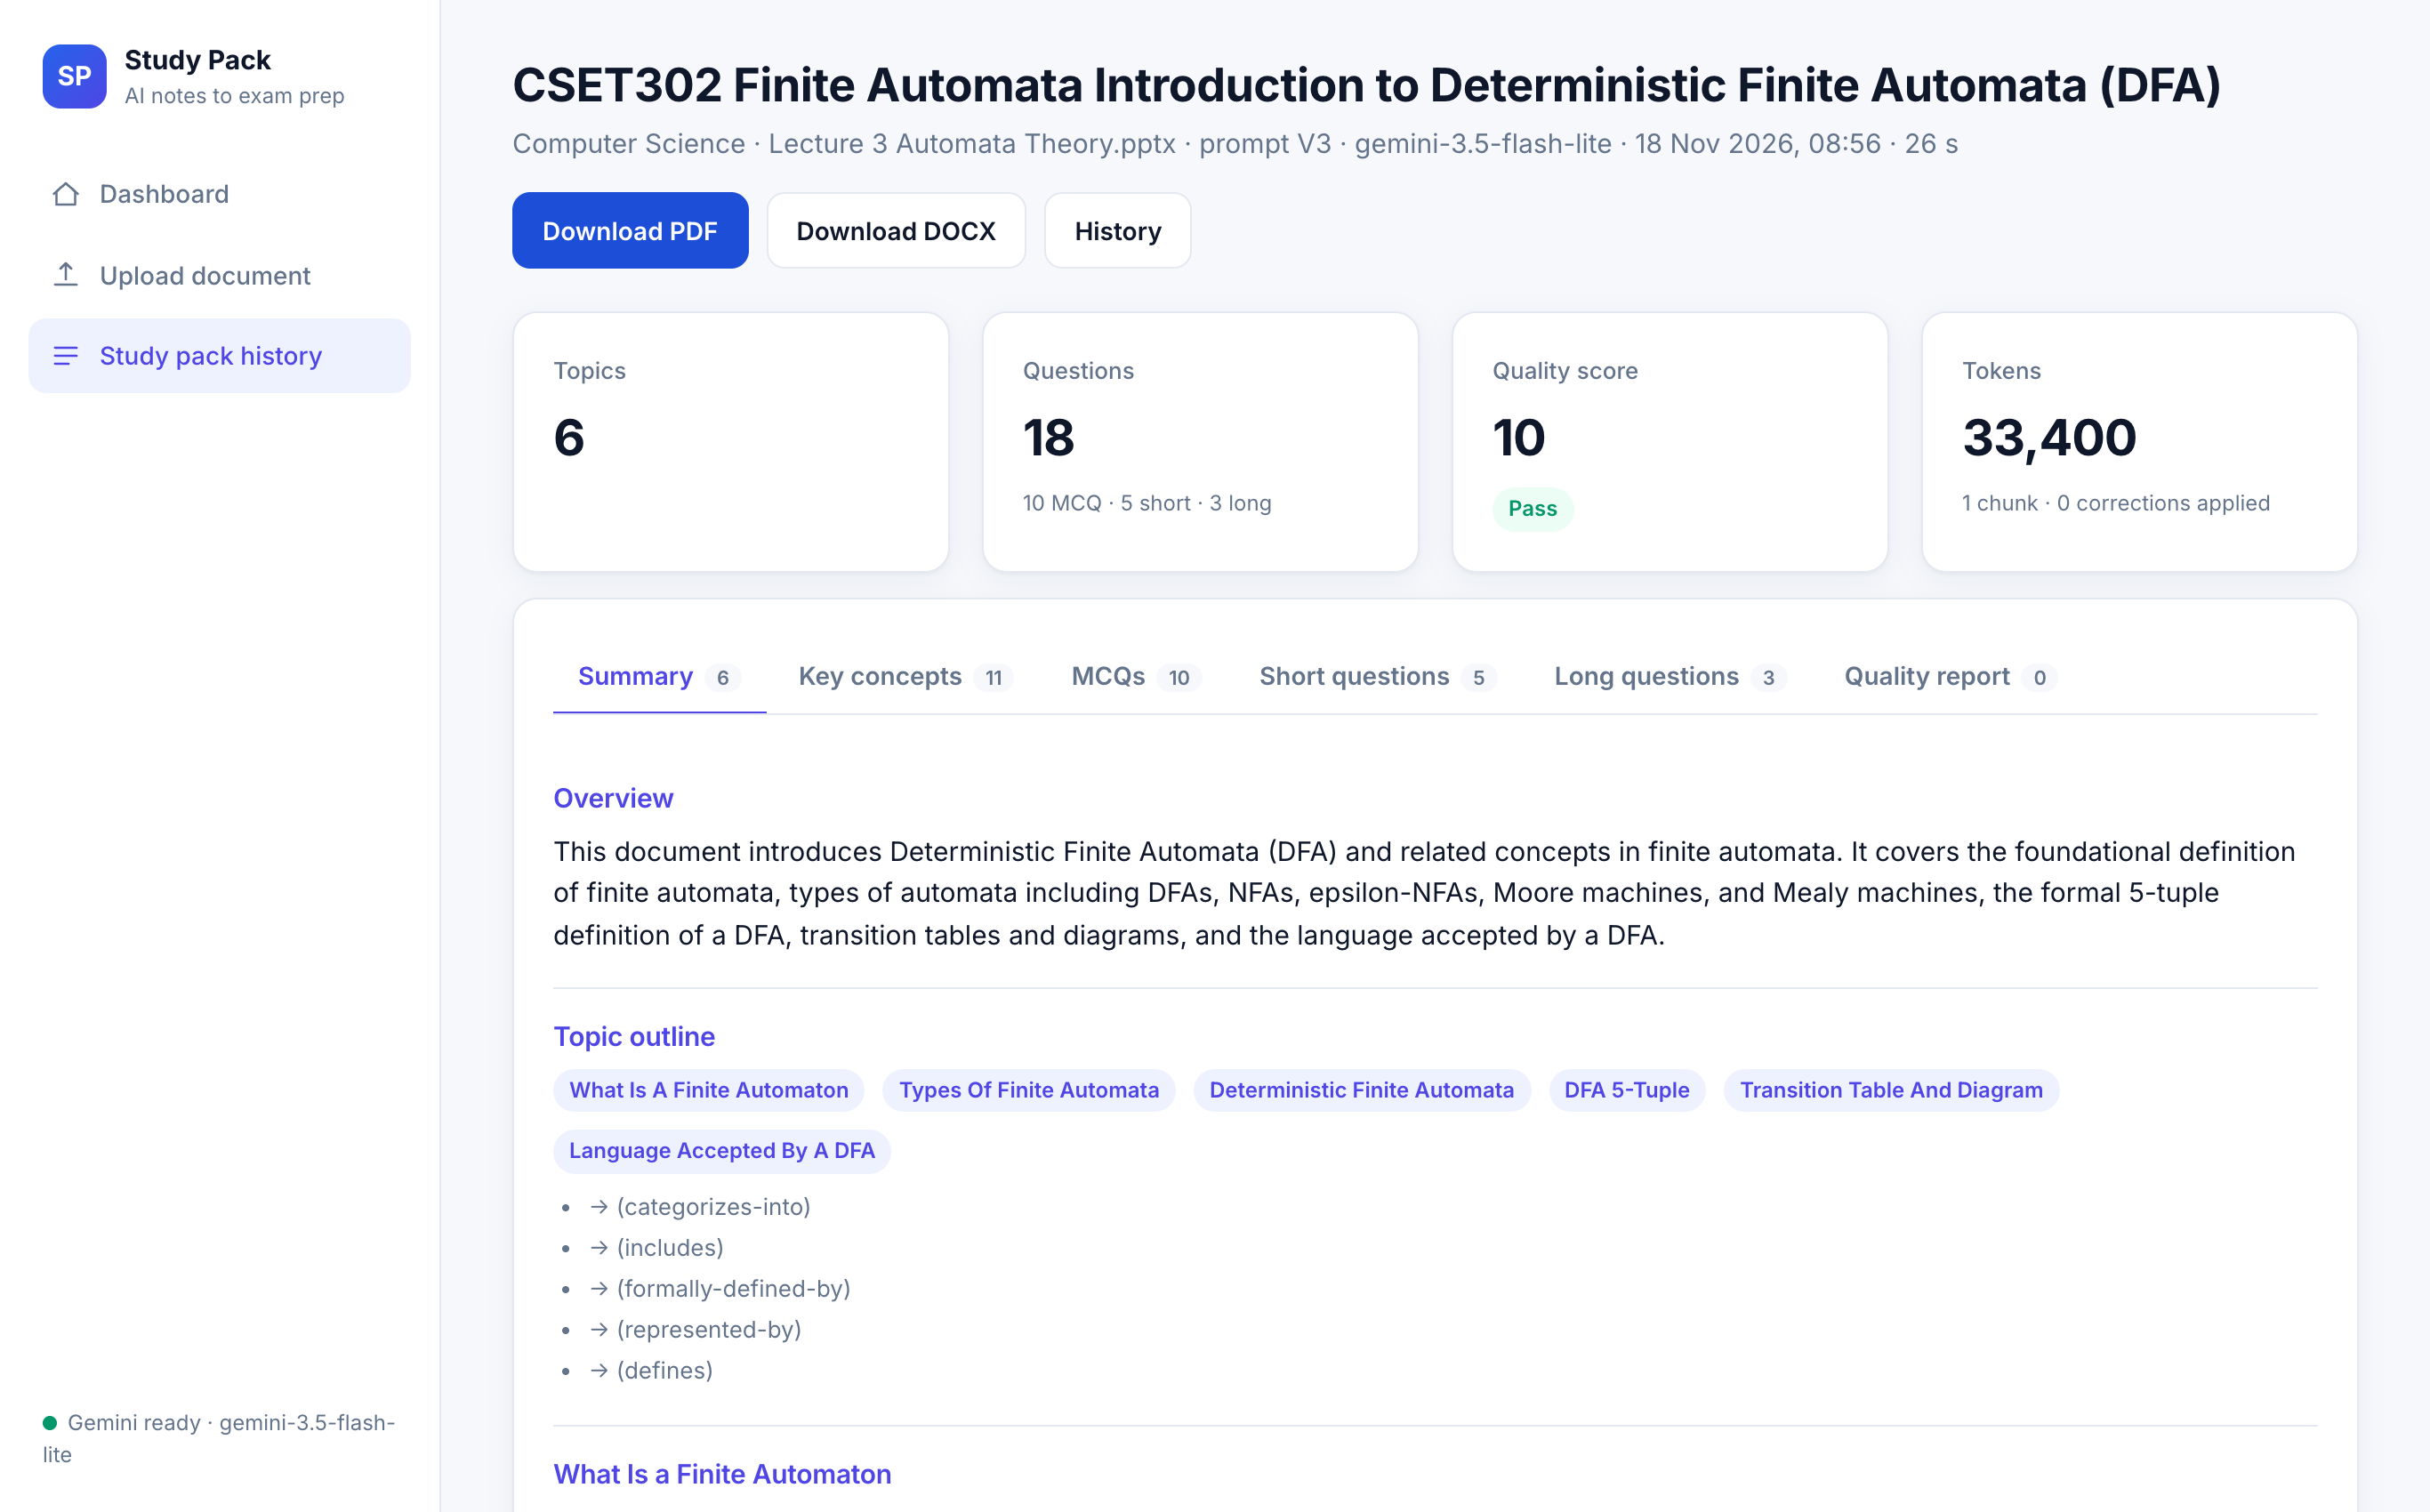 SP
Study Pack
AI notes to exam prep
Dashboard
Upload document
Study pack history
Gemini ready · gemini-3.5-flash-
lite
CSET302 Finite Automata Introduction to Deterministic Finite Automata (DFA)
Computer Science · Lecture 3 Automata Theory.pptx · prompt V3 · gemini-3.5-flash-lite · 18 Nov 2026, 08:56 · 26 s
Download PDF
Download DOCX
History
Topics
6
Questions
18
10 MCQ · 5 short · 3 long
Quality score
10
Pass
Tokens
33,400
1 chunk · 0 corrections applied
Summary 6
Key concepts 11
MCQs 10
Short questions 5
Long questions 3
Quality report 0
Overview
This document introduces Deterministic Finite Automata (DFA) and related concepts in finite automata. It covers the foundational definition
of finite automata, types of automata including DFAs, NFAs, epsilon-NFAs, Moore machines, and Mealy machines, the formal 5-tuple
definition of a DFA, transition tables and diagrams, and the language accepted by a DFA.
Topic outline
What Is A Finite Automaton
Types Of Finite Automata
Deterministic Finite Automata
DFA 5-Tuple
Transition Table And Diagram
Language Accepted By A DFA
• → (categorizes-into)
• → (includes)
• → (formally-defined-by)
• → (represented-by)
• → (defines)
What Is a Finite Automaton